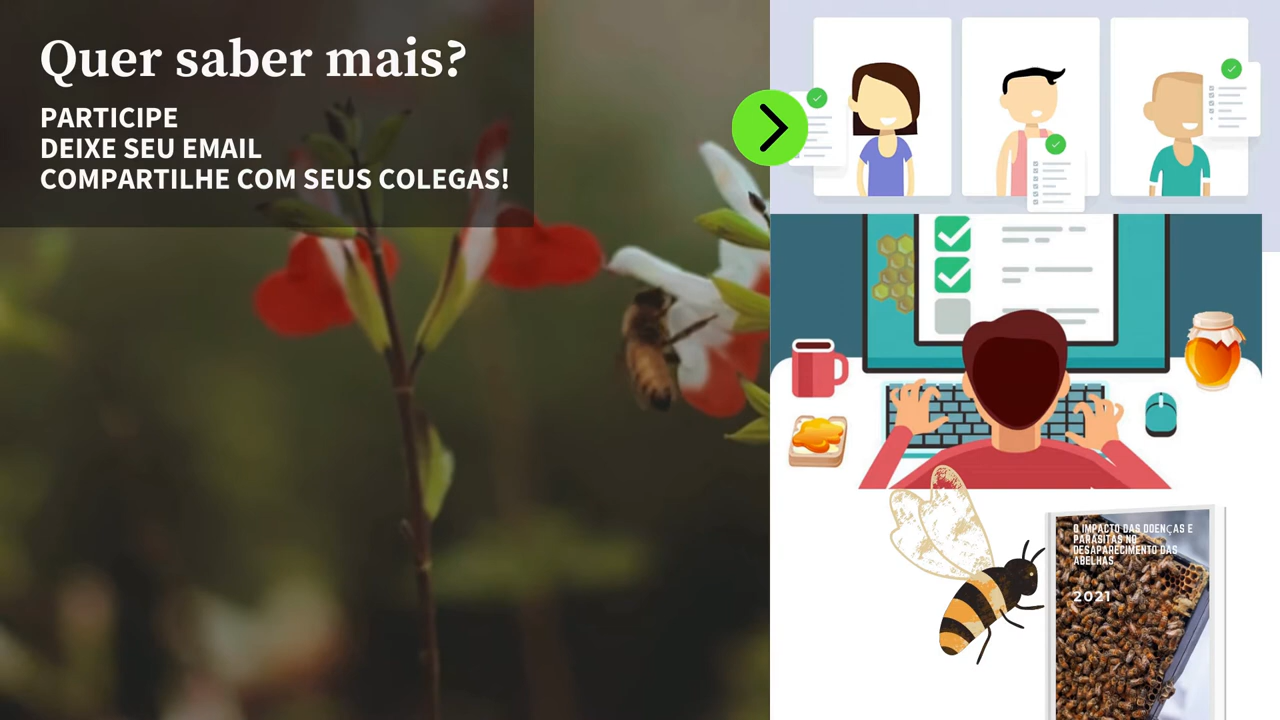 Quer saber mais?
PARTICIPE
DEIXE SEU EMAIL
COMPARTILHE COM SEUS COLEGAS!
O IMPACTO DAS DOENÇAS E
PARASITAS NO
DESAPARECIMENTO DAS
ABELHAS
2021